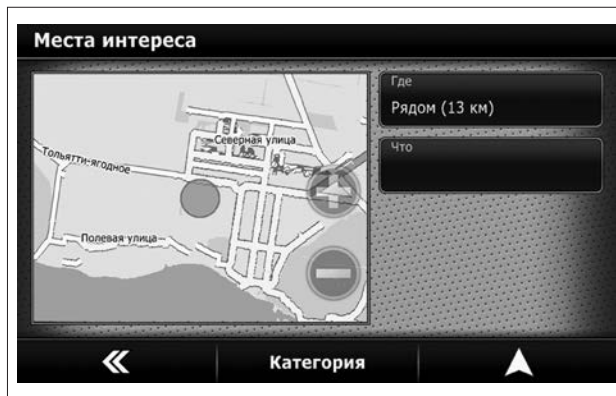 Места интереса
Где
Рядом (13 км)
Что
Северная улица
Тольятти-ягодное
Полевая улица
Категория